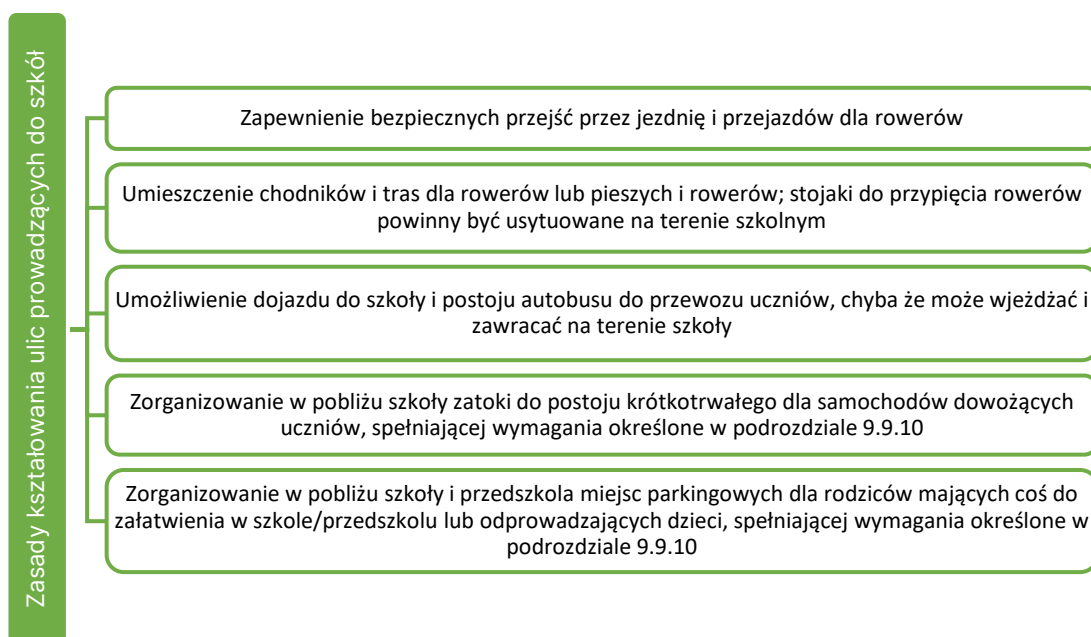 Zasady kształtowania ulic prowadzących do szkół
Zapewnienie bezpiecznych przejść przez jezdnię i przejazdów dla rowerów
Umieszczenie chodników i tras dla rowerów lub pieszych i rowerów; stojaki do przypięcia rowerów
powinny być usytuowane na terenie szkolnym
Umożliwienie dojazdu do szkoły i postoju autobusu do przewozu uczniów, chyba że może wjeżdżać i
zawracać na terenie szkoły
Zorganizowanie w pobliżu szkoły zatoki do postoju krótkotrwałego dla samochodów dowożących
uczniów, spełniającej wymagania określone w podrozdziale 9.9.10
Zorganizowanie w pobliżu szkoły i przedszkola miejsc parkingowych dla rodziców mających coś do
załatwienia w szkole/przedszkolu lub odprowadzających dzieci, spełniającej wymagania określone w
podrozdziale 9.9.10